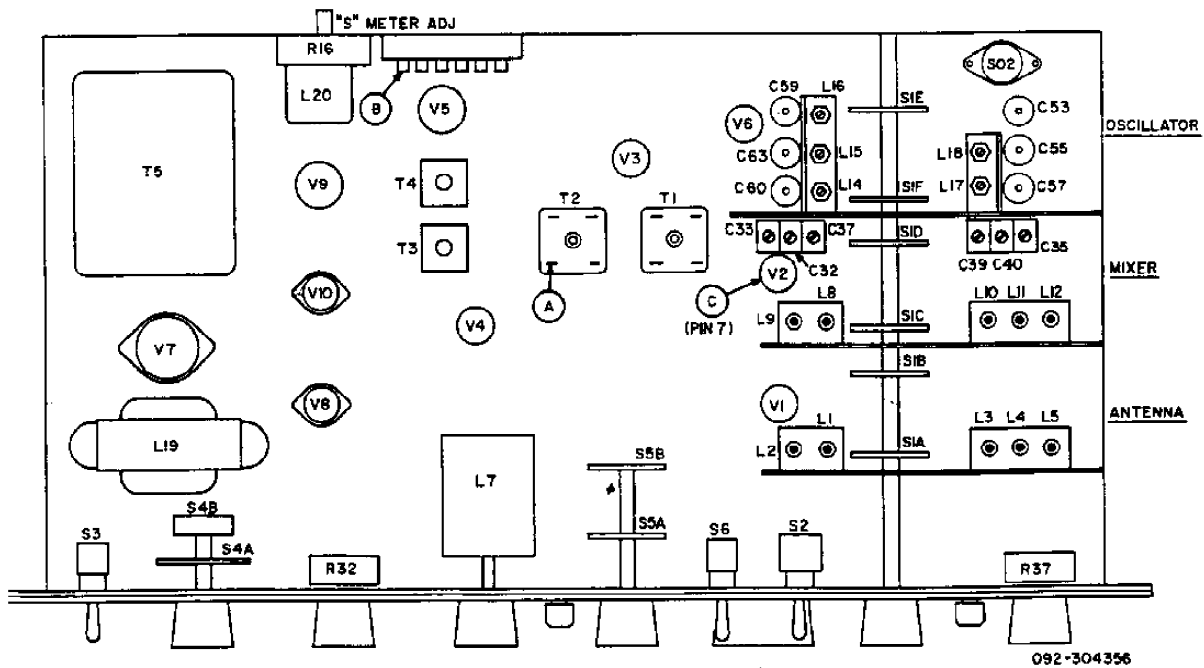 "S" METER ADJ
R16
L20
B
V5
T5
V9
T4
T3
V3
T2
T1
A
V10
V4
V7
V8
L19
L7
S5B
S5A
S3
S4B
S4A
R32
S6
S2
R37
V6
C59
C63
C60
L16
L15
L14
S1E
S1F
SO2
C53
C55
C57
L18
L17
OSCILLATOR
C33
C37
C32
V2
C
(PIN 7)
S1D
C39
C40
C35
MIXER
L9
L8
S1C
L10
L11
L12
S1B
V1
L2
L1
S1A
L3
L4
L5
ANTENNA
092-304356